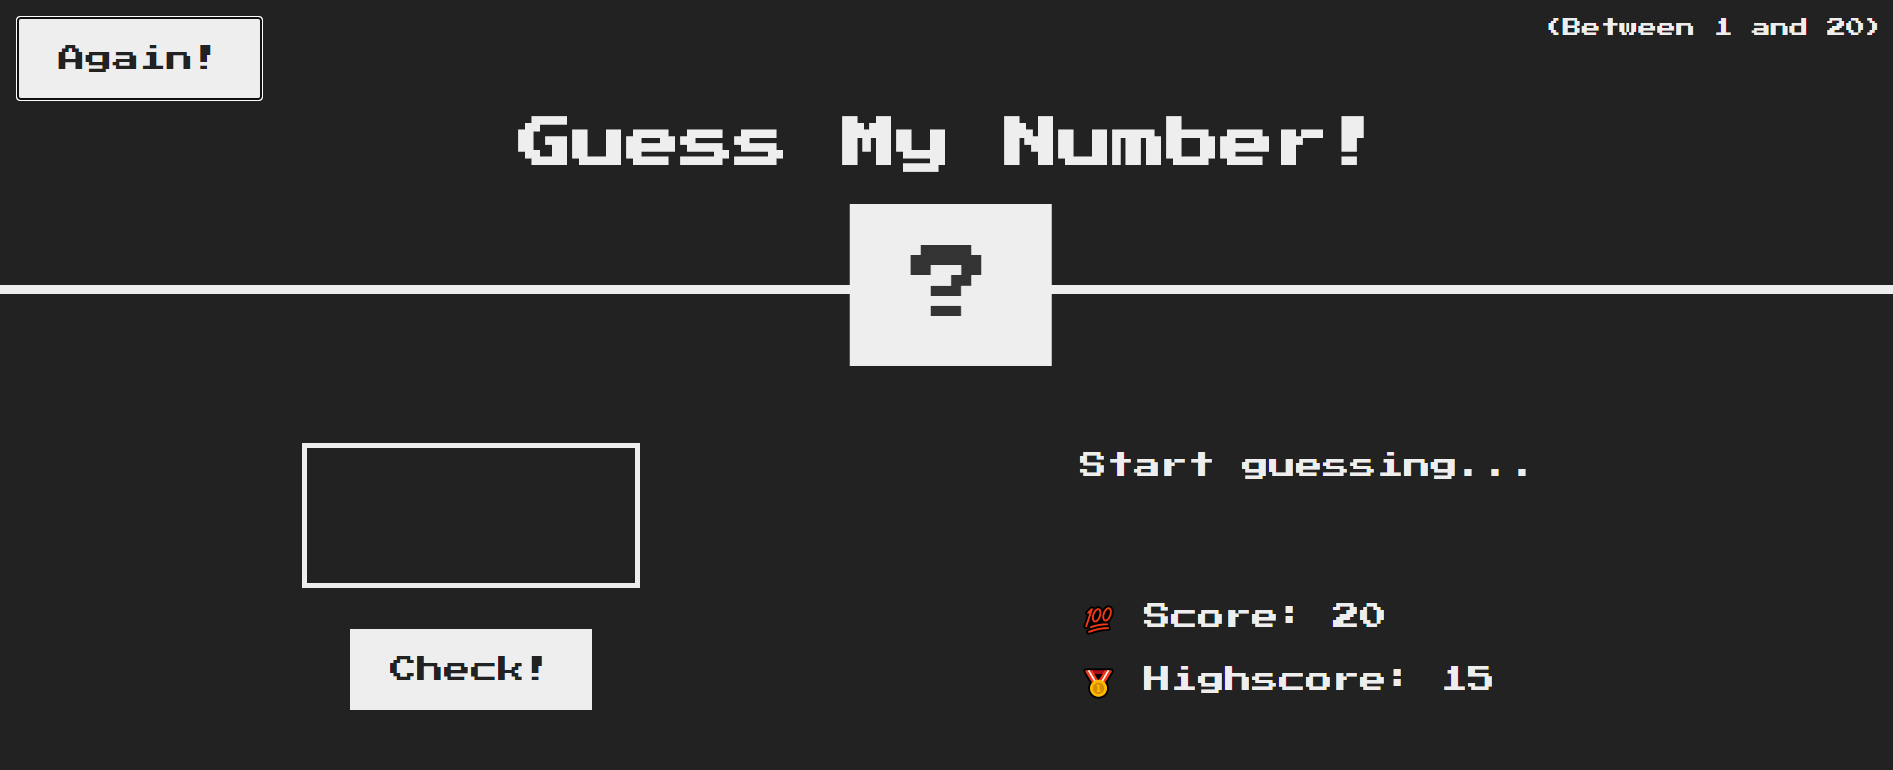 Again!
(Between 1 and 20)
Guess My Number!
?
Start guessing...
💯 Score: 20
🥇 Highscore: 15
Check!